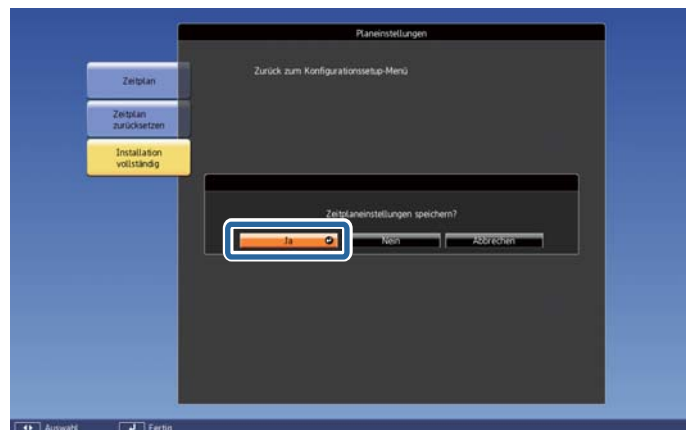 Planeinstellungen
Zeitplan
Zeitplan
zurücksetzen
Installation
vollständig
Zurück zum Konfigurationssetup-Menü
Zeitplaneinstellungen speichern?
Ja Nein Abbrechen
Auswahl Fertig